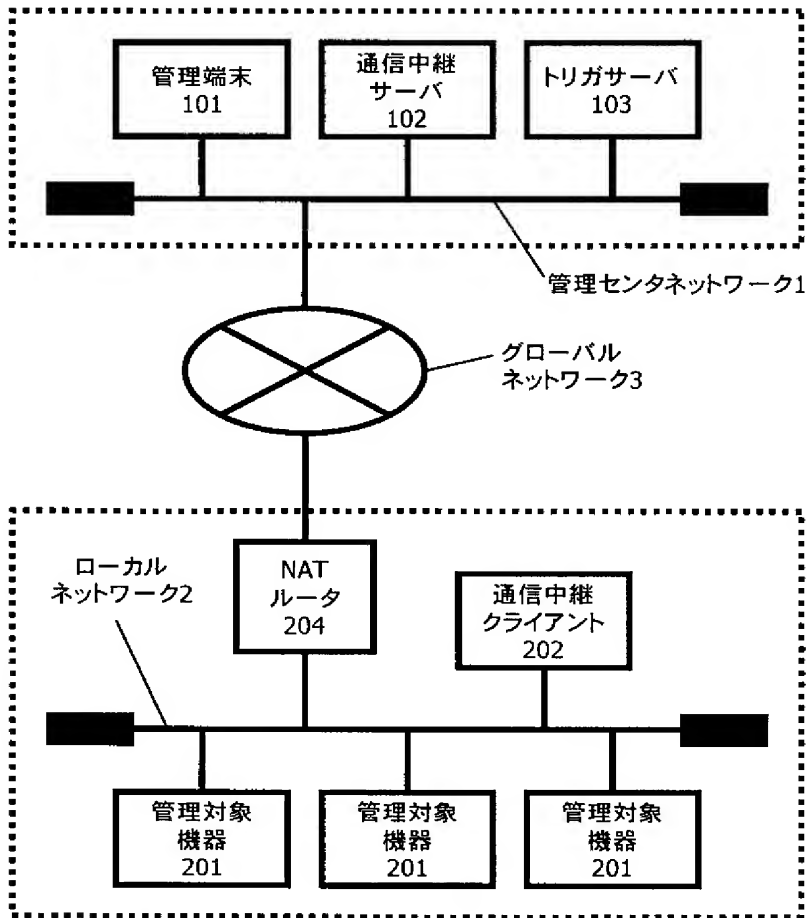 管理端末
101
通信中継
サーバ
102
トリガサーバ
103
管理センタネットワーク1
グローバル
ネットワーク3
ローカル
ネットワーク2
NAT
ルータ
204
通信中継
クライアント
202
管理対象
機器
201
管理対象
機器
201
管理対象
機器
201